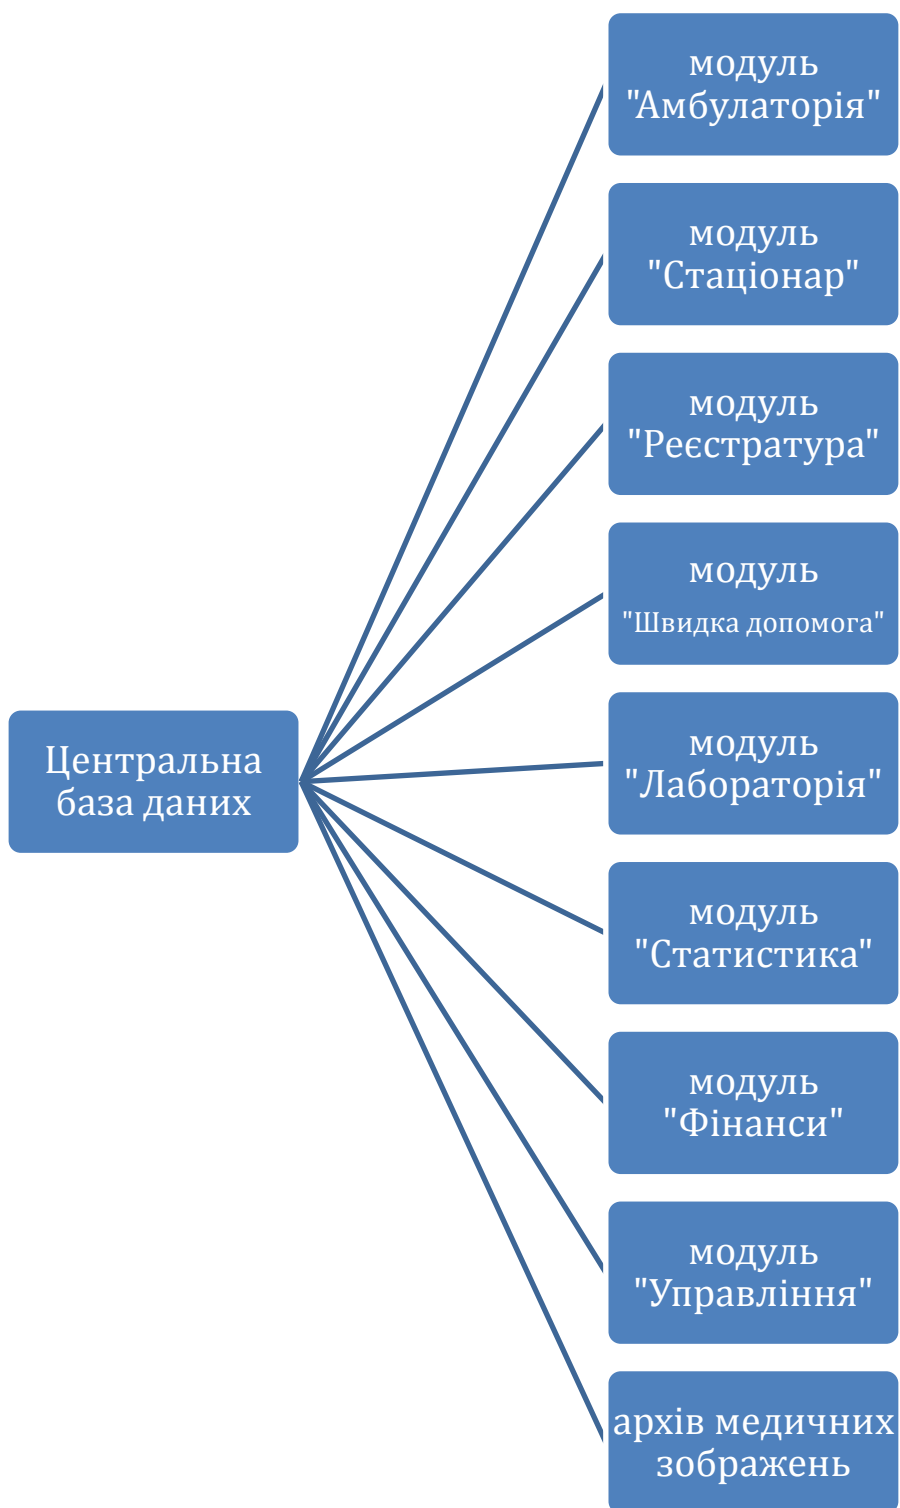 модуль
"Амбулаторія"
модуль
"Стаціонар"
модуль
"Реєстратура"
модуль
"Швидка допомога"
Центральна
база даних
модуль
"Лабораторія"
модуль
"Статистика"
модуль
"Фінанси"
модуль
"Управління"
архів медичних
зображень